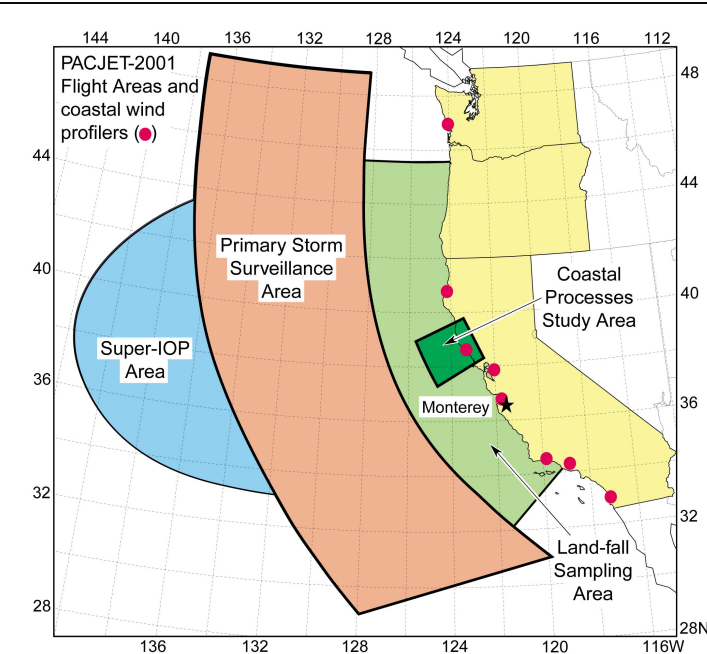 144 140 136 132 128 124 120 116 112
PACJET-2001
Flight Areas and
coastal wind
profilers ( )
48
48
44
44
40
40
36
36
32
32
28
28N
Primary Storm
Surveillance
Area
Coastal
Processes
Study Area
Super-IOP
Area
Monterey
Land-fall
Sampling
Area
136 132 128 124 120 116W